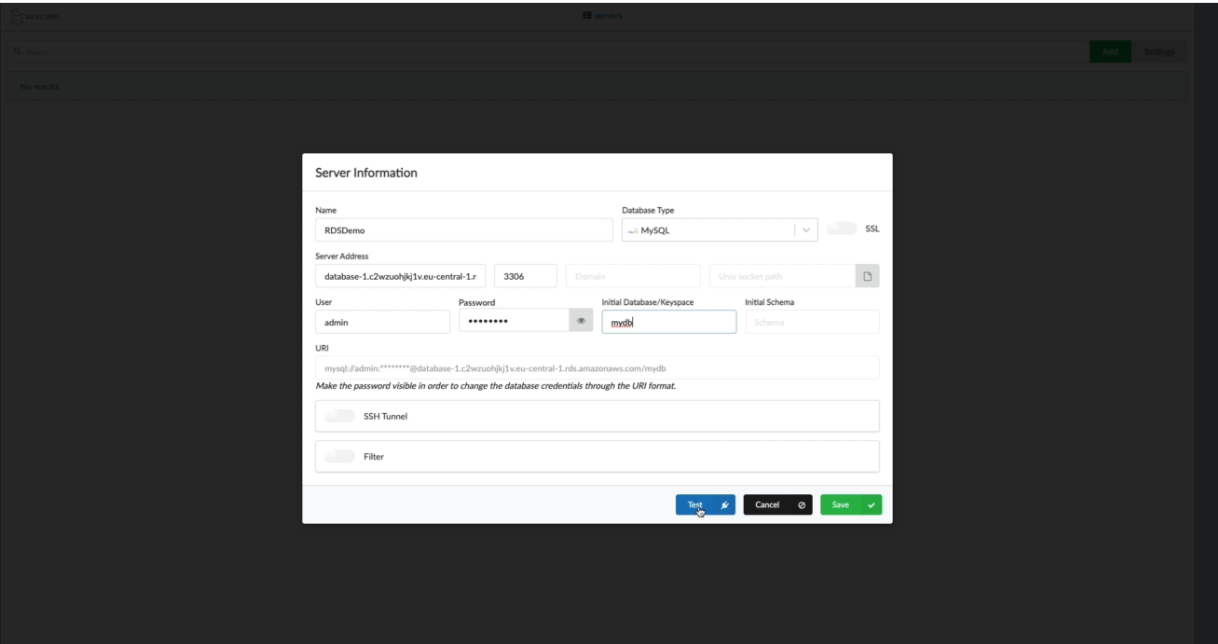 SQLECTRON
Servers
Search...
Add
Settings
No results
Server Information
Name
Database Type
RDSDemo
MySQL
SSL
Server Address
database-1.c2wzuohjkj1v.eu-central-1.r
3306
Domain
Unix socket path
User
Password
Initial Database/Keyspace
Initial Schema
admin
••••••••
mydb
Schema
URI
mysql://admin:********@database-1.c2wzuohjkj1v.eu-central-1.rds.amazonaws.com/mydb
Make the password visible in order to change the database credentials through the URI format.
SSH Tunnel
Filter
Test
Cancel
Save